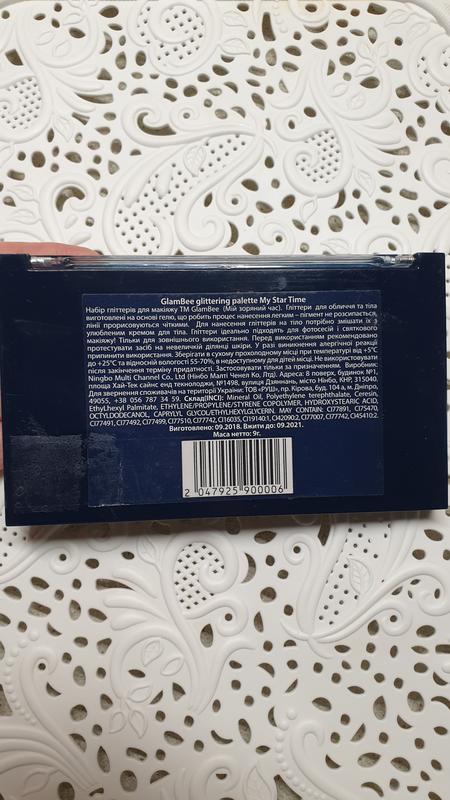 GlamBee glittering palette My Star Time
Набір гліттерів для макіяжу ТМ GlamBee (Мій зоряний час). Гліттери для обличчя та тіла
виготовлені на основі гелю, що робить процес нанесення легким – пігмент не розсипається,
лінії прорисовуються чіткими. Для нанесення гліттерів на тіло потрібно змішати їх з
улюбленим кремом для тіла. Гліттери ідеально підходять для фотосесій і святкового
макіяжу! Тільки для зовнішнього використання. Перед використанням рекомендовано
протестувати засіб на невеличкій ділянці шкіри. У разі виникнення алергічної реакції
припинити використання. Зберігати в сухому прохолодному місці при температурі від +5°С
до +25°С та відносній вологості 55-70%, в недоступному для дітей місці. Не використовувати
після закінчення терміну придатності. Застосовувати тільки за призначенням. Виробник:
Ningbo Multi Channel Co, Ltd (Нінбо Малті Ченел Ко, Лтд). Адреса: 8 поверх, будинок №1,
площа Хай-Тек сайнс енд технолоджи, №1498, вулиця Дзяннань, місто Нінбо, КНР, 315040.
Для звернення споживачів на території України: ТОВ «РУШ», пр. Кірова, буд. 104 а, м. Дніпро,
49055, +38 056 787 34 59. Склад(INCI): Mineral Oil, Polyethylene terephthalate, Ceresin,
EthyLhexyl Palmitate, ETHYLENE/PROPYLENE/STYRENE COPOLYMER, HYDROXYSTEARIC ACID,
OCTYLDODECANOL, CAPRYLYL GLYCOL/ETHYLHEXYLGLYCERIN. MAY CONTAIN: CI77891, CI75470,
CI77491, CI77492, CI77499, CI77510, CI77742, CI16035, CI19140:1, CI42090:2, CI77007, CI77742, CI45410:2.
Виготовлено: 09.2018. Вжити до: 09.2021.
Маса нетто: 9г.
2 047925 900006